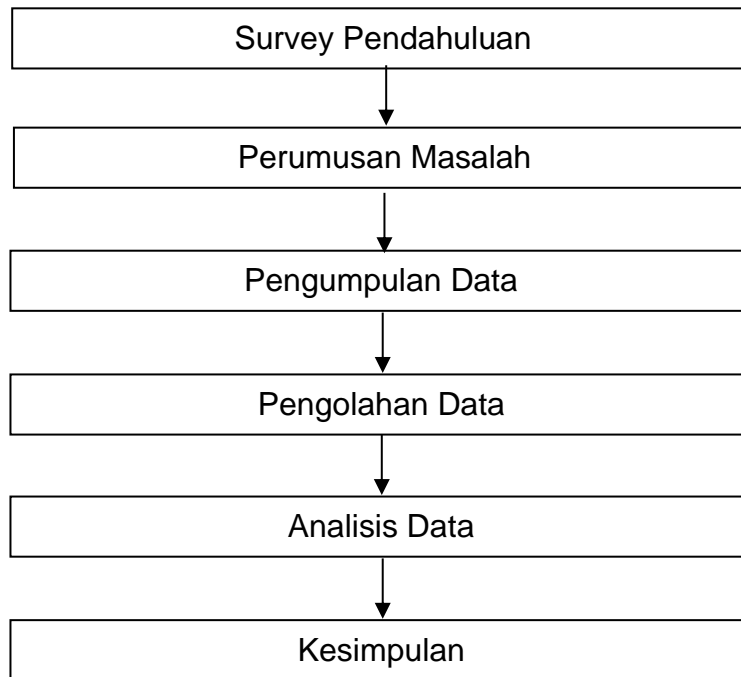 Survey Pendahuluan
Perumusan Masalah
Pengumpulan Data
Pengolahan Data
Analisis Data
Kesimpulan